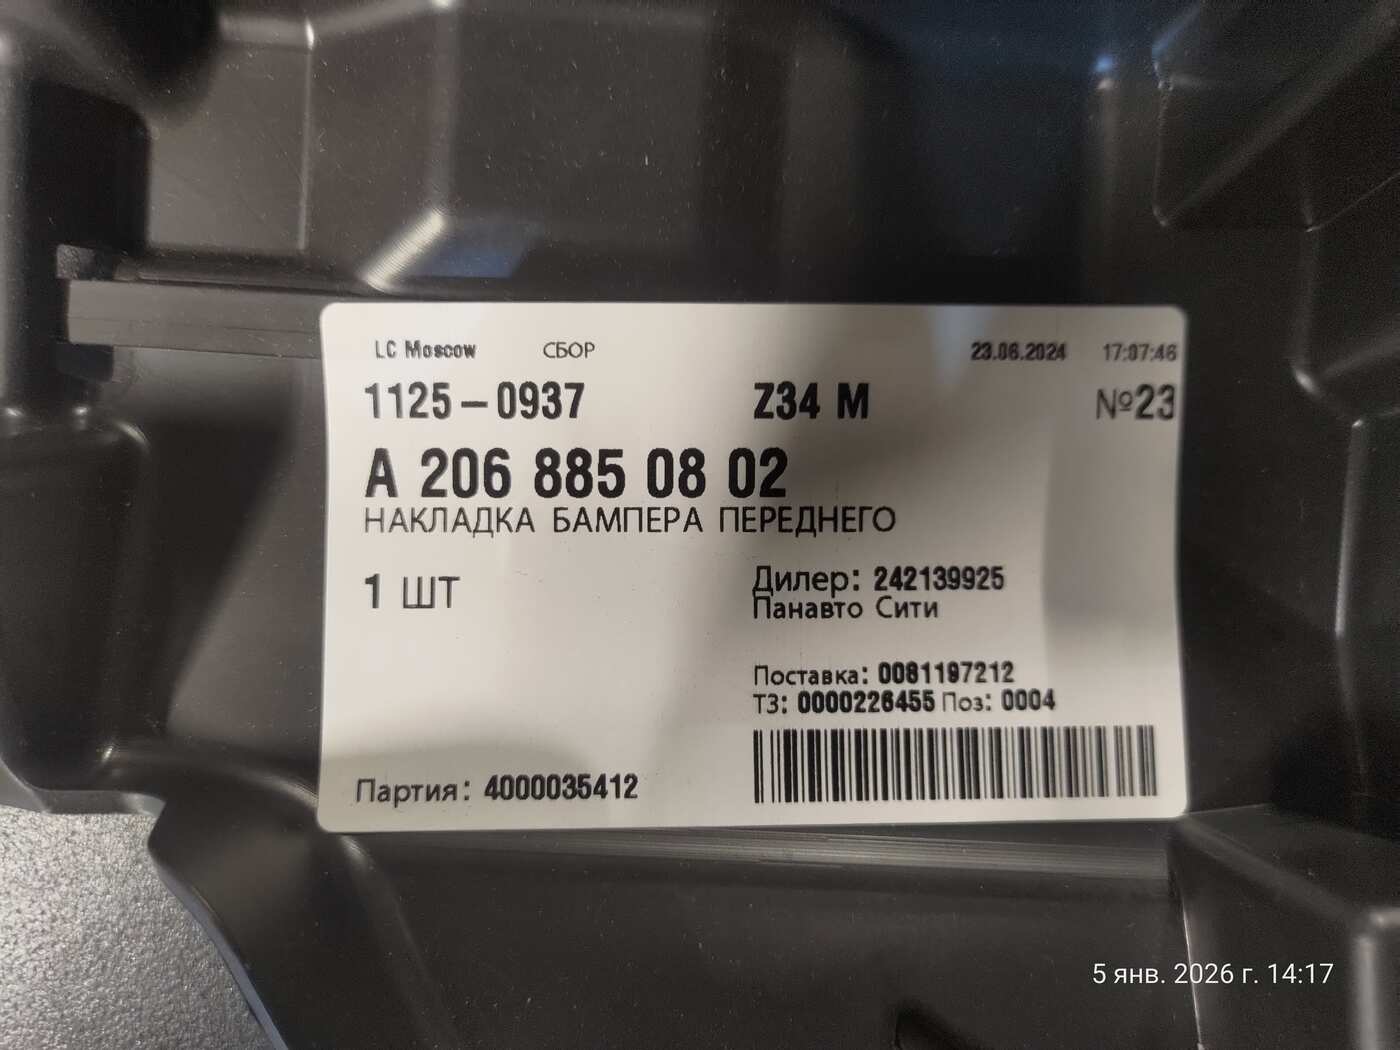 LC Moscow СБОР 23.06.2024 17:07:46
1125-0937 Z34 M №23
A 206 885 08 02
НАКЛАДКА БАМПЕРА ПЕРЕДНЕГО
1 ШТ
Дилер: 242139925
Панавто Сити
Поставка: 0081197212
ТЗ: 0000226455 Поз: 0004
Партия: 4000035412
5 янв. 2026 г. 14:17